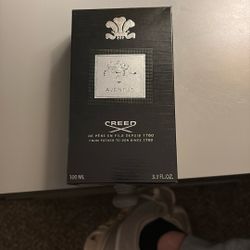 AVENTUS
CREED
DE PÈRE EN FILS DEPUIS 1760
FROM FATHER TO SON SINCE 1760
100 ML 3.3 FL.OZ.